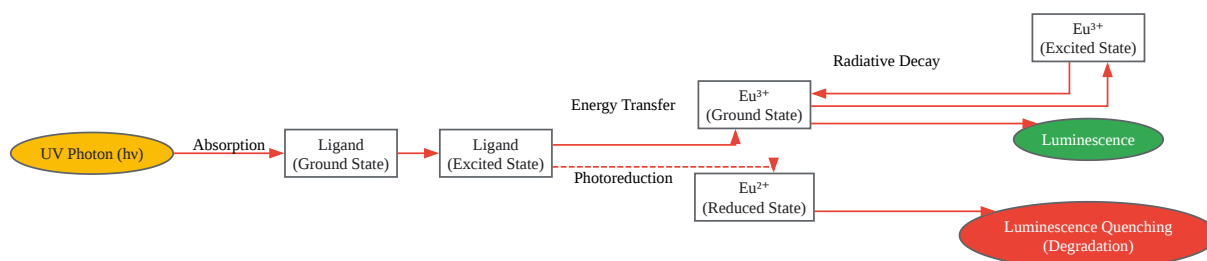 UV Photon (hν)
Absorption
Ligand
(Ground State)
Ligand
(Excited State)
Energy Transfer
Photoreduction
Eu³⁺
(Ground State)
Eu²⁺
(Reduced State)
Radiative Decay
Eu³⁺
(Excited State)
Luminescence
Luminescence Quenching
(Degradation)